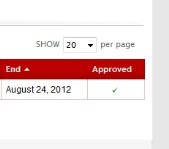 SHOW 20 per page
End Approved
August 24, 2012